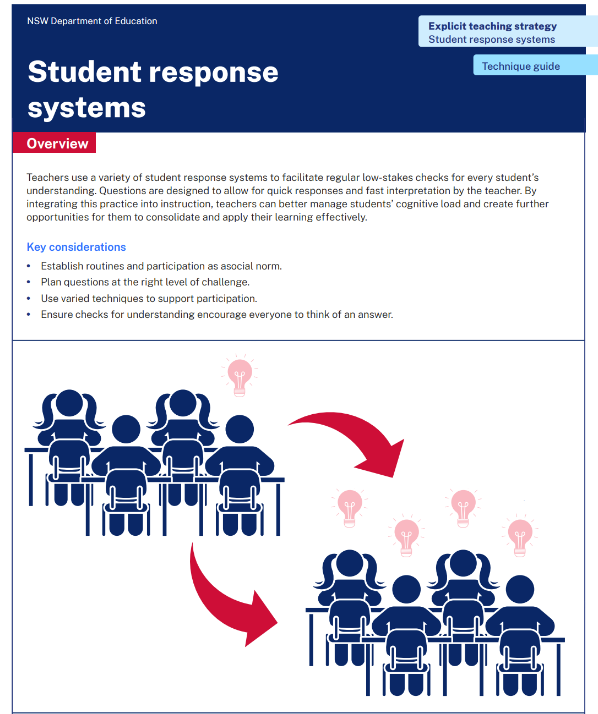 NSW Department of Education
Explicit teaching strategy
Student response systems
Technique guide
Student response
systems
Overview
Teachers use a variety of student response systems to facilitate regular low-stakes checks for every student's
understanding. Questions are designed to allow for quick responses and fast interpretation by the teacher. By
integrating this practice into instruction, teachers can better manage students' cognitive load and create further
opportunities for them to consolidate and apply their learning effectively.
Key considerations
• Establish routines and participation as asocial norm.
• Plan questions at the right level of challenge.
• Use varied techniques to support participation.
• Ensure checks for understanding encourage everyone to think of an answer.